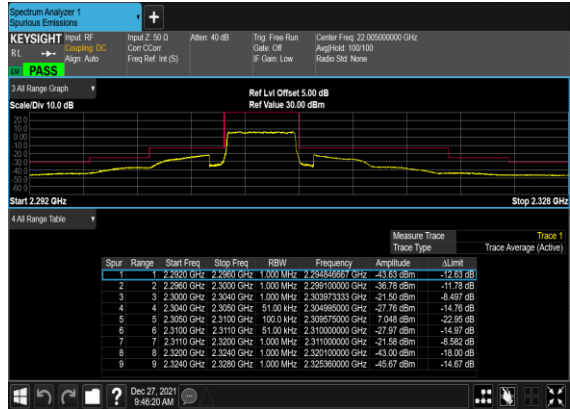 Spectrum Analyzer 1
Spurious Emissions
+
KEYSIGHT Input: RF Input Z: 50 Ω Atten: 40 dB Trig: Free Run Center Freq: 22.005000000 GHz
RL Coupling: DC Corr CCorr Gate: Off Avg|Hold: 100/100
Align: Auto Freq Ref: Int (S) IF Gain: Low Radio Std: None
PASS
3 All Range Graph
Ref Lvl Offset 5.00 dB
Scale/Div 10.0 dB Ref Value 30.00 dBm
20.0
10.0
0.00
-10.0
-20.0
-30.0
-40.0
-50.0
-60.0
Start 2.292 GHz Stop 2.328 GHz
4 All Range Table
Measure Trace Trace 1
Trace Type Trace Average (Active)
Spur Range Start Freq Stop Freq RBW Frequency Amplitude ΔLimit
1 1 2.2920 GHz 2.2960 GHz 1.000 MHz 2.294846667 GHz -43.63 dBm -12.63 dB
2 2 2.2960 GHz 2.3000 GHz 1.000 MHz 2.299100000 GHz -36.78 dBm -11.78 dB
3 3 2.3000 GHz 2.3040 GHz 1.000 MHz 2.303973333 GHz -21.50 dBm -8.497 dB
4 4 2.3040 GHz 2.3050 GHz 51.00 kHz 2.304995000 GHz -27.76 dBm -14.76 dB
5 5 2.3050 GHz 2.3100 GHz 100.0 kHz 2.309575000 GHz 7.048 dBm -22.95 dB
6 6 2.3100 GHz 2.3110 GHz 51.00 kHz 2.310000000 GHz -27.97 dBm -14.97 dB
7 7 2.3110 GHz 2.3200 GHz 1.000 MHz 2.311000000 GHz -21.58 dBm -8.582 dB
8 8 2.3200 GHz 2.3240 GHz 1.000 MHz 2.320100000 GHz -43.00 dBm -18.00 dB
9 9 2.3240 GHz 2.3280 GHz 1.000 MHz 2.325360000 GHz -45.67 dBm -14.67 dB
? Dec 27, 2021
9:46:20 AM